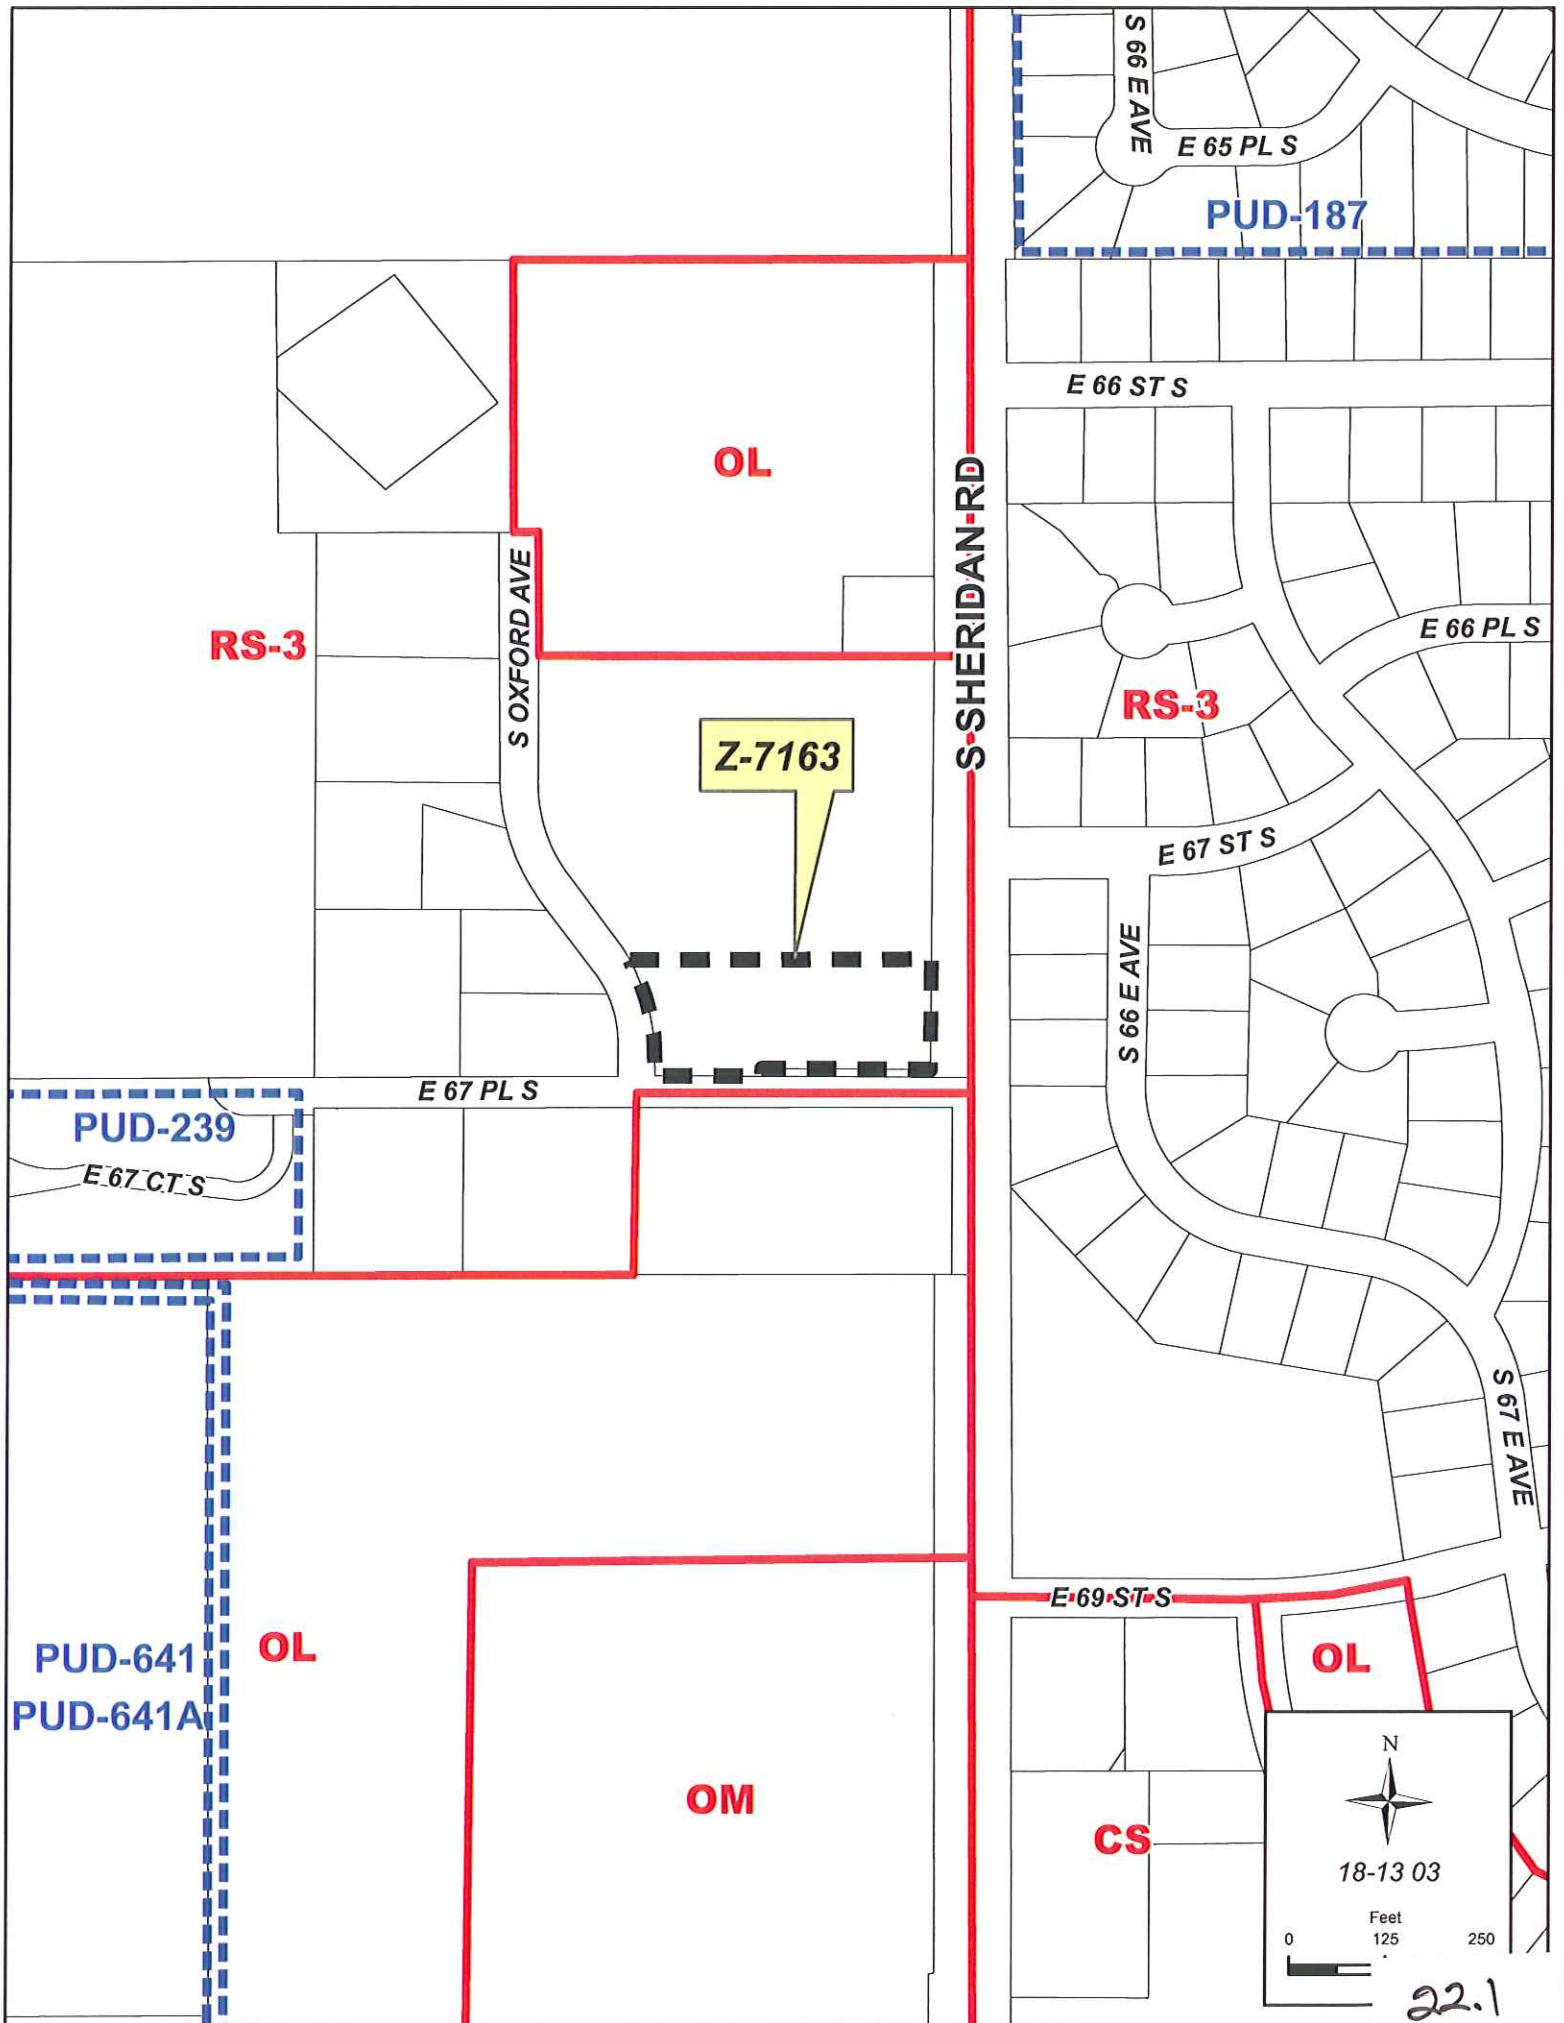 S 66 E AVE
E 65 PL S
PUD-187
E 66 ST S
OL
S SHERIDAN RD
S OXFORD AVE
RS-3
E 66 PL S
RS-3
Z-7163
E 67 ST S
S 66 E AVE
E 67 PL S
PUD-239
E 67 CT S
S 67 E AVE
E 69 ST S
OL
PUD-641
OL
PUD-641A
N
OM
CS
18-13 03
Feet
0 125 250
22.1